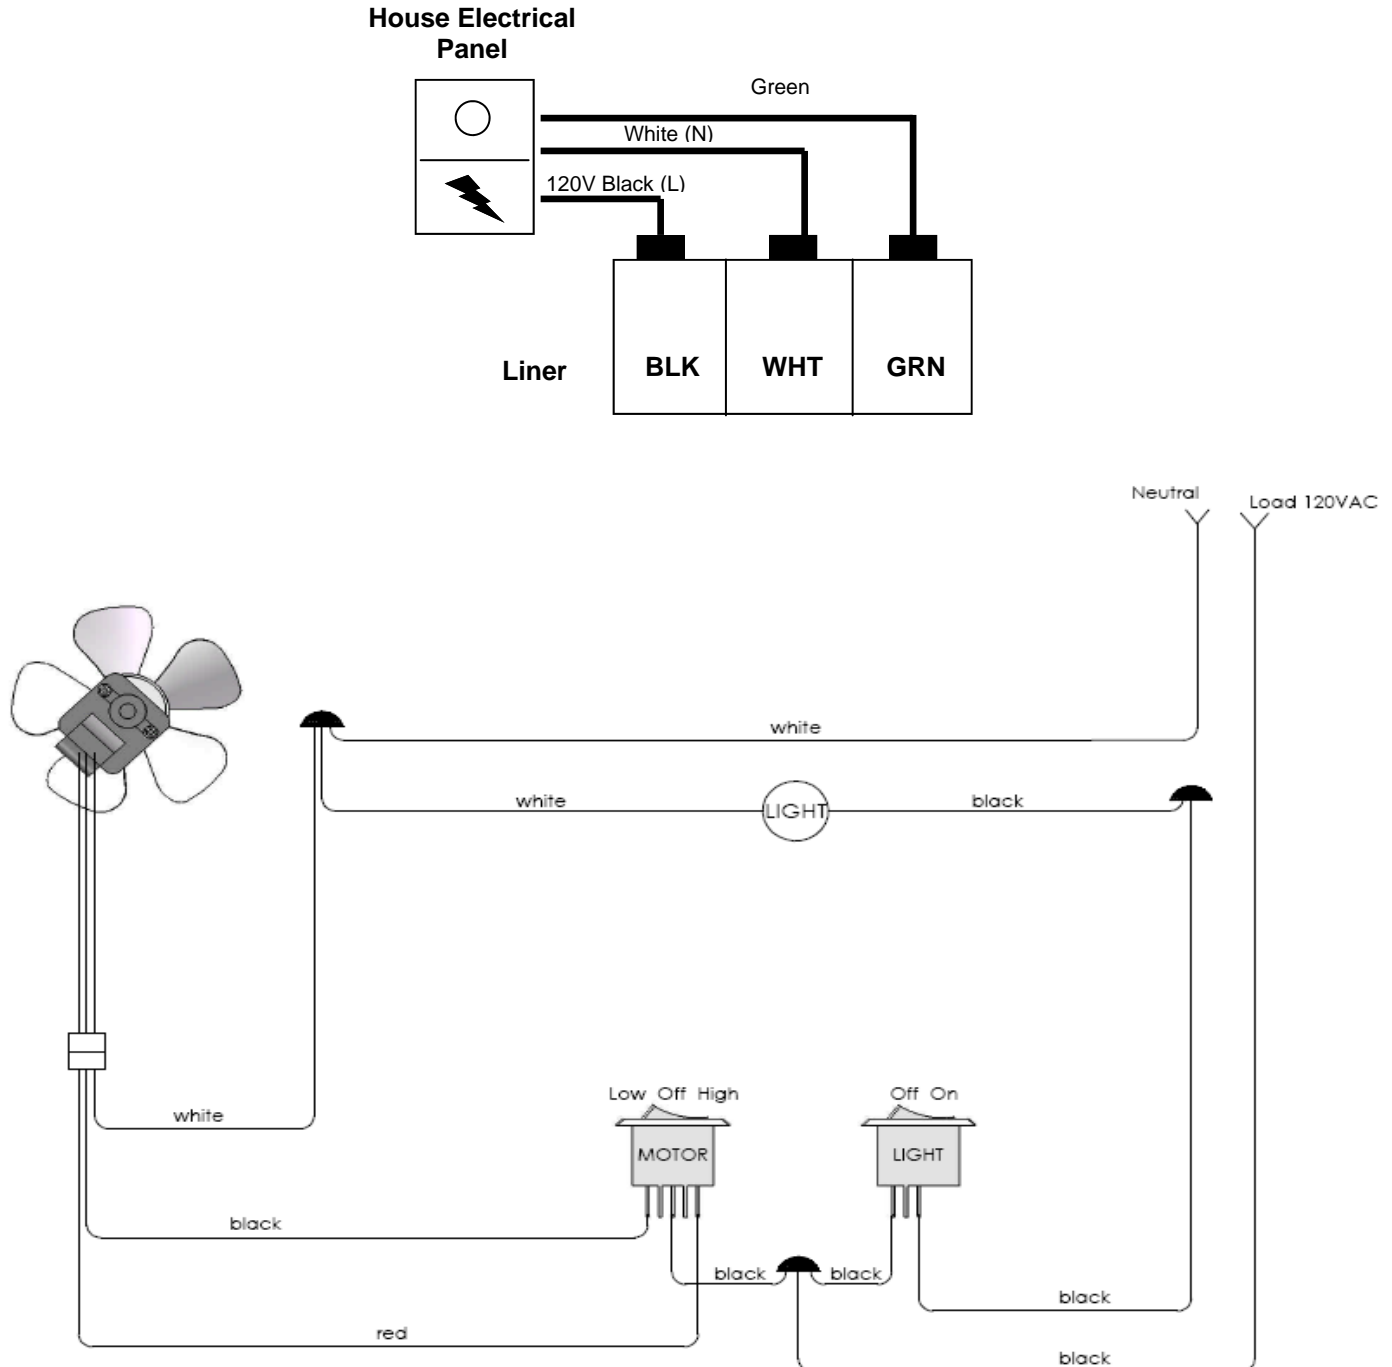 House Electrical
Panel
Green
White (N)
120V Black (L)
Liner
BLK
WHT
GRN
Neutral
Load 120VAC
white
white
LIGHT
black
white
Low Off High
Off On
MOTOR
LIGHT
black
black
black
black
red
black